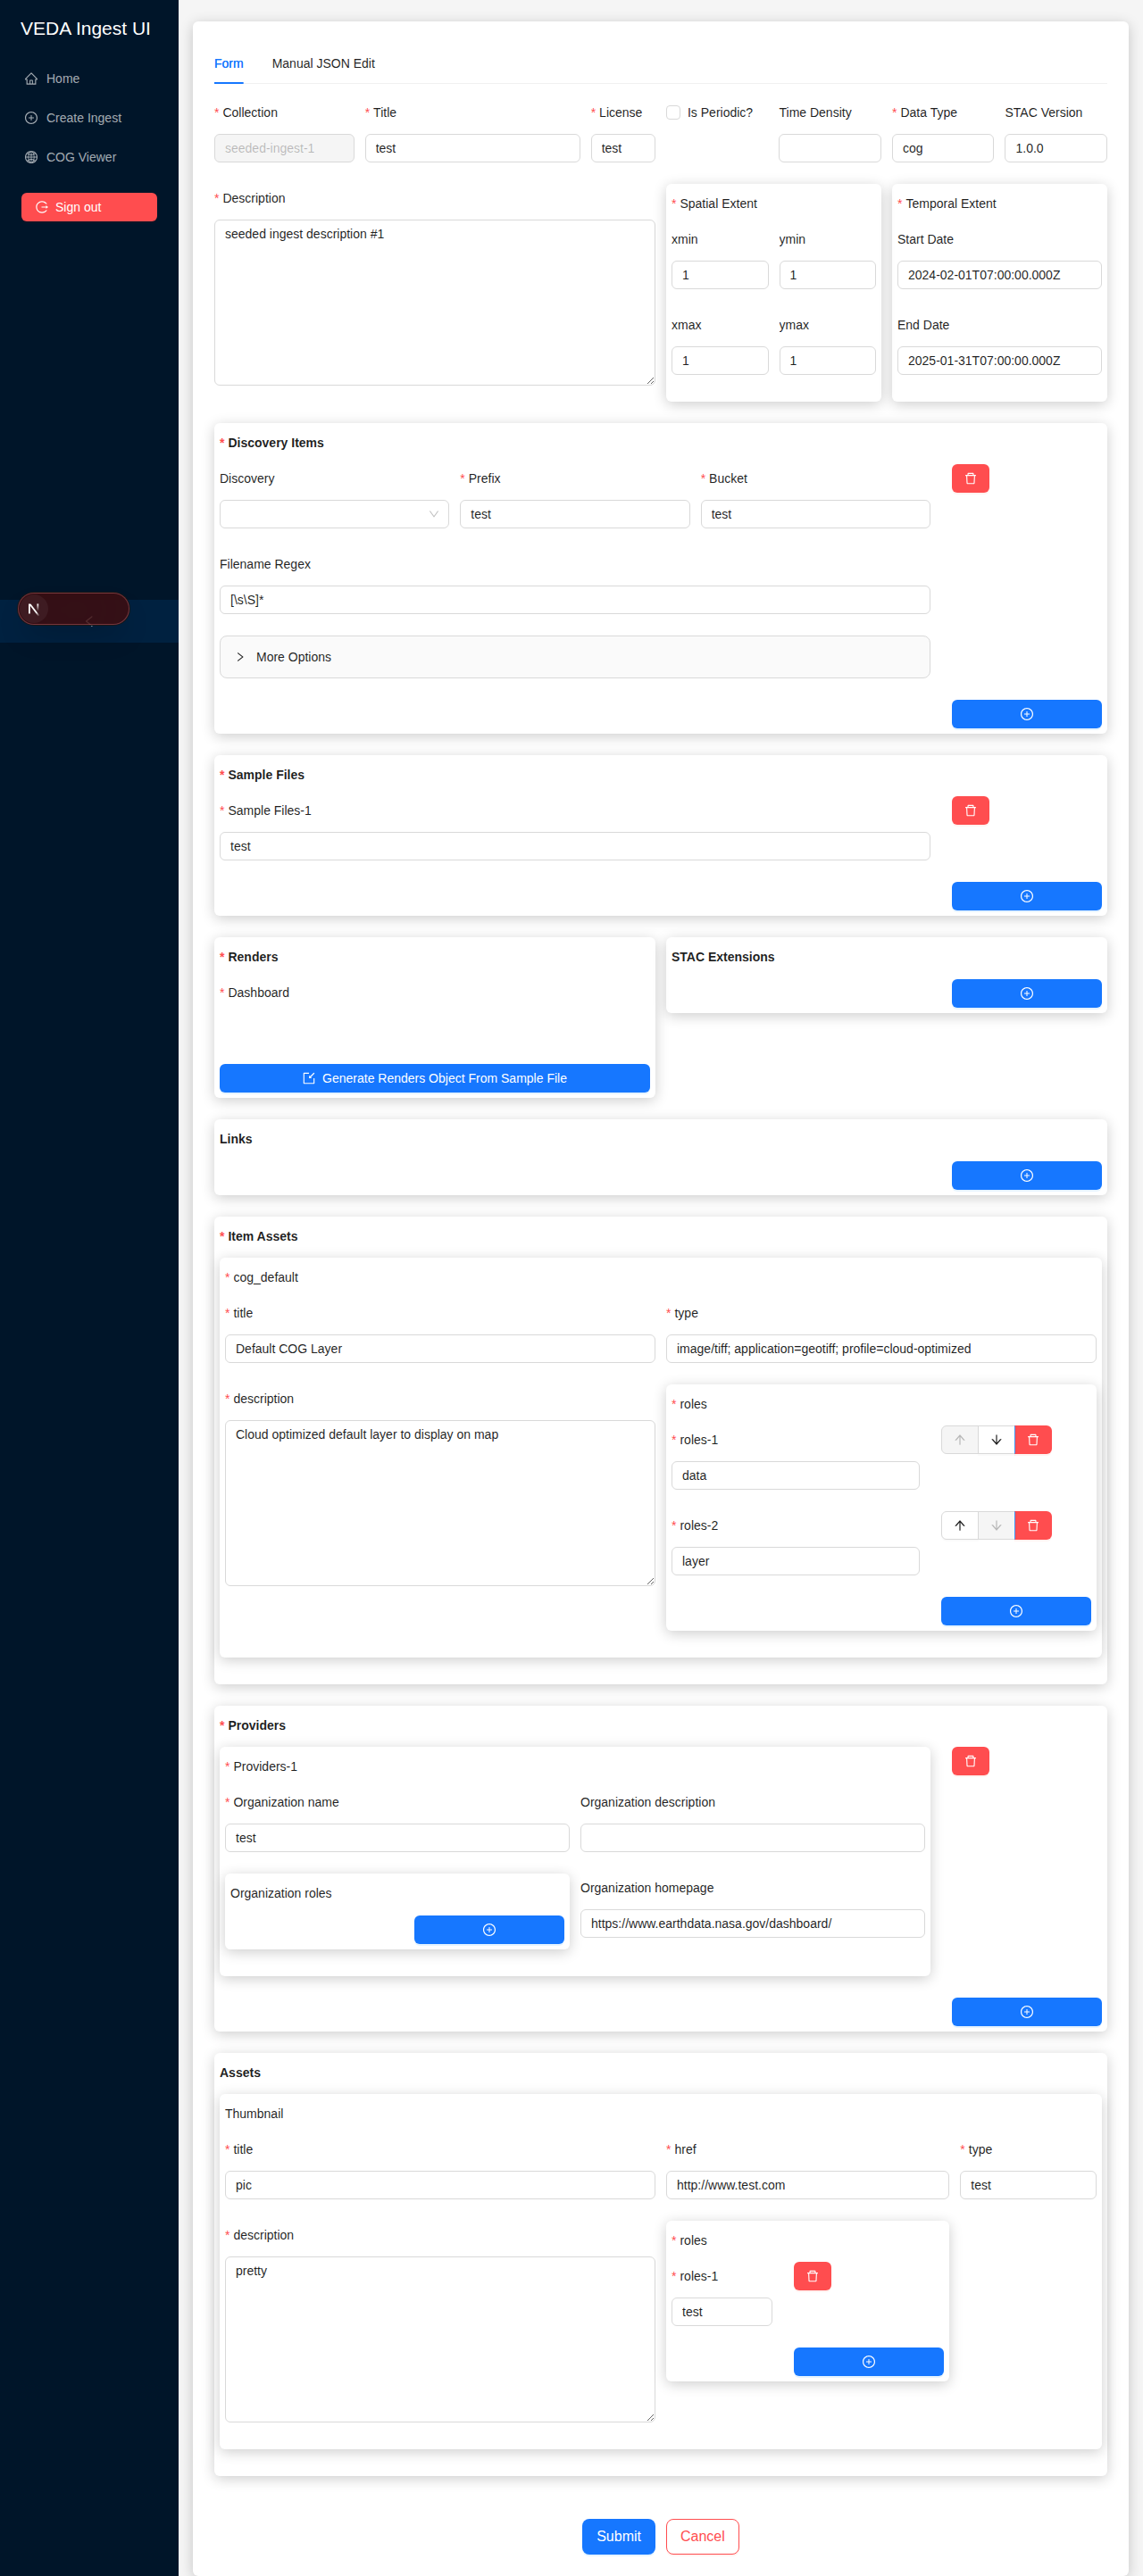 VEDA Ingest UI
Home
Create Ingest
COG Viewer
Sign out
Form Manual JSON Edit
* Collection * Title * License Is Periodic? Time Density * Data Type STAC Version
seeded-ingest-1 test test cog 1.0.0
* Description
seeded ingest description #1
* Spatial Extent
xmin ymin
1 1
xmax ymax
1 1
* Temporal Extent
Start Date
2024-02-01T07:00:00.000Z
End Date
2025-01-31T07:00:00.000Z
* Discovery Items
Discovery * Prefix * Bucket
test test
Filename Regex
[\s\S]*
More Options
* Sample Files
* Sample Files-1
test
* Renders
* Dashboard
Generate Renders Object From Sample File
STAC Extensions
Links
* Item Assets
* cog_default
* title * type
Default COG Layer image/tiff; application=geotiff; profile=cloud-optimized
* description
Cloud optimized default layer to display on map
* roles
* roles-1
data
* roles-2
layer
* Providers
* Providers-1
* Organization name Organization description
test
Organization roles
Organization homepage
https://www.earthdata.nasa.gov/dashboard/
Assets
Thumbnail
* title * href * type
pic http://www.test.com test
* description
pretty
* roles
* roles-1
test
Submit Cancel